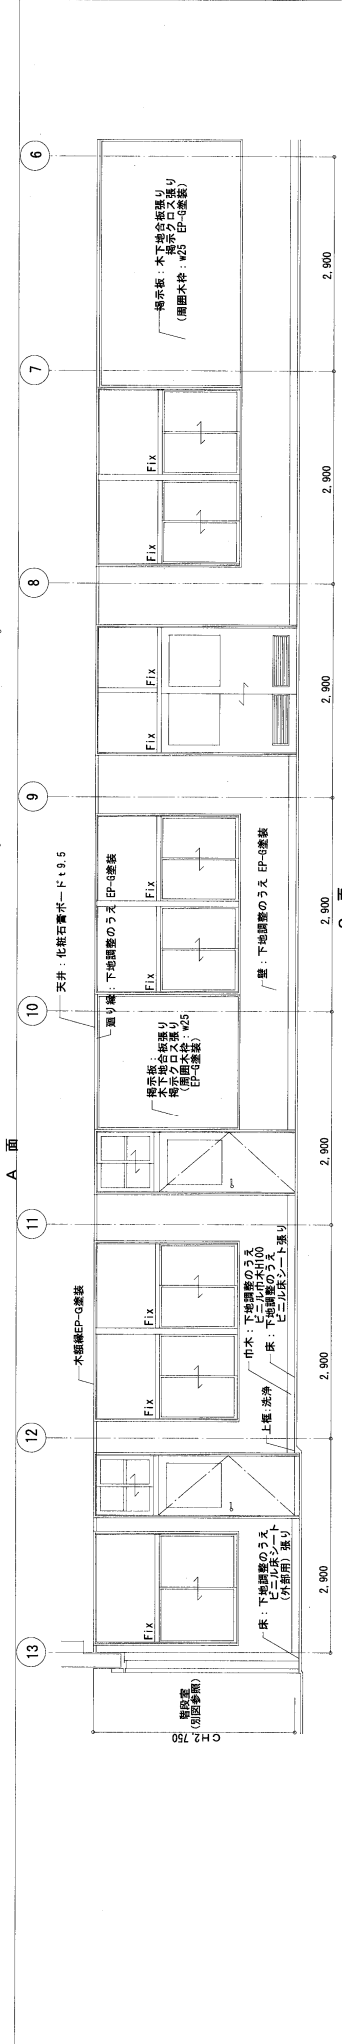 A 面
13
12
11
10
9
8
7
6
木額縁EP-G塗装
天井：化粧石膏ボードt9.5
廻り縁：下地調整のうえ EP-G塗装
階段室
(別図参照)
CH2,750
Fix
床：下地調整のうえ
ビニル床シート
(外部用) 張り
上框：洗浄
Fix
Fix
巾木：下地調整のうえ
ビニル巾木H100
床：下地調整のうえ
ビニル床シート張り
掲示板：
木下地合板張り
掲示クロス張り
(周囲木枠：w25
EP-G塗装)
Fix
Fix
壁：下地調整のうえ EP-G塗装
Fix
Fix
Fix
Fix
掲示板：木下地合板張り
掲示クロス張り
(周囲木枠：w25 EP-G塗装)
2,900
2,900
2,900
2,900
2,900
2,900
2,900